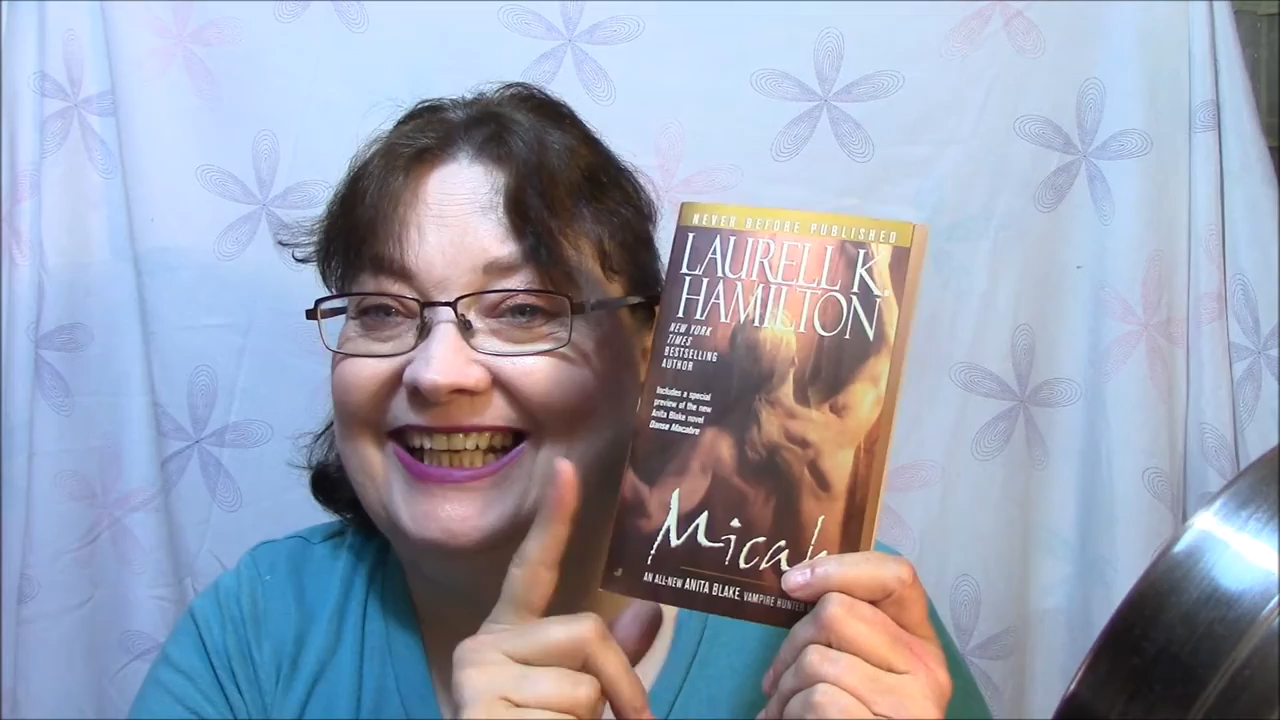 NEVER BEFORE PUBLISHED
LAURELL K.
HAMILTON
NEW YORK
TIMES
BESTSELLING
AUTHOR
Includes a special
preview of the new
Anita Blake novel
Danse Macabre
Micah
AN ALL-NEW ANITA BLAKE, VAMPIRE HUNTER